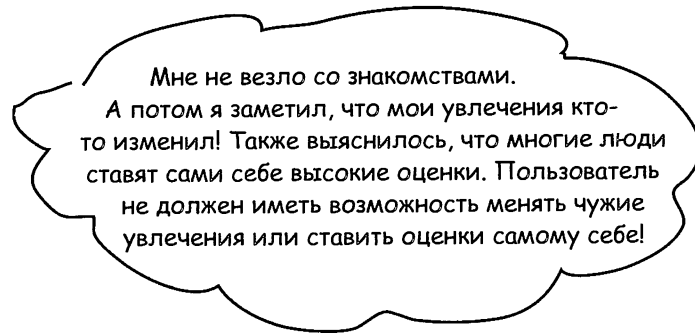 Мне не везло со знакомствами.
А потом я заметил, что мои увлечения кто-
то изменил! Также выяснилось, что многие люди
ставят сами себе высокие оценки. Пользователь
не должен иметь возможность менять чужие
увлечения или ставить оценки самому себе!